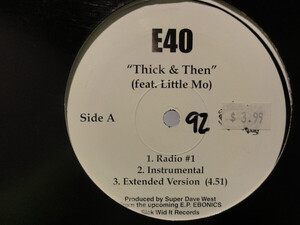 E40
"Thick & Then"
(feat. Little Mo)
Side A
92
$ 3.99
1. Radio #1
2. Instrumental
3. Extended Version (4.51)
Produced by Super Dave West
the upcoming E.P. EBONICS
Sick Wid It Records